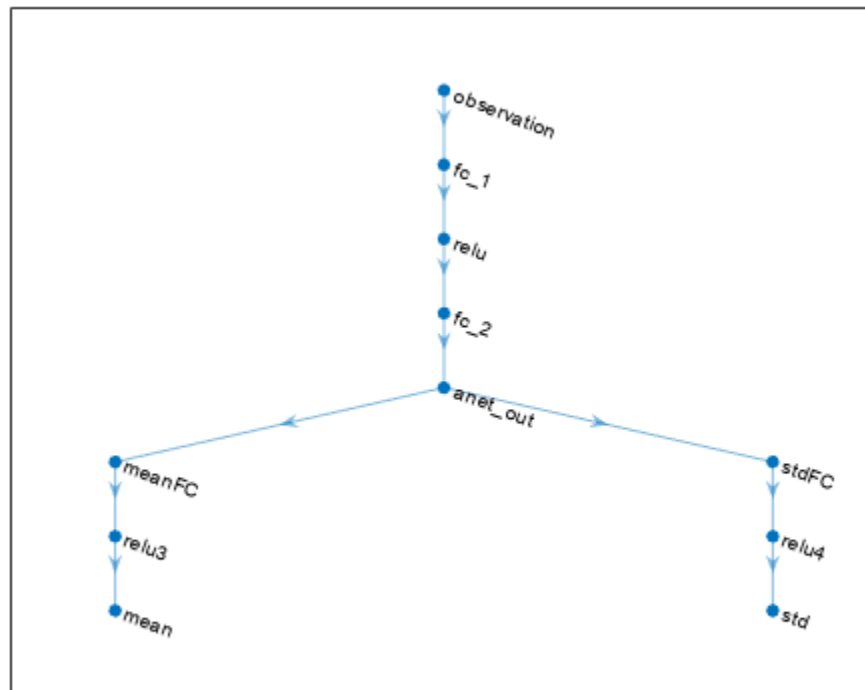 observation
fc_1
relu
fc_2
anet_out
meanFC
stdFC
relu3
relu4
mean
std